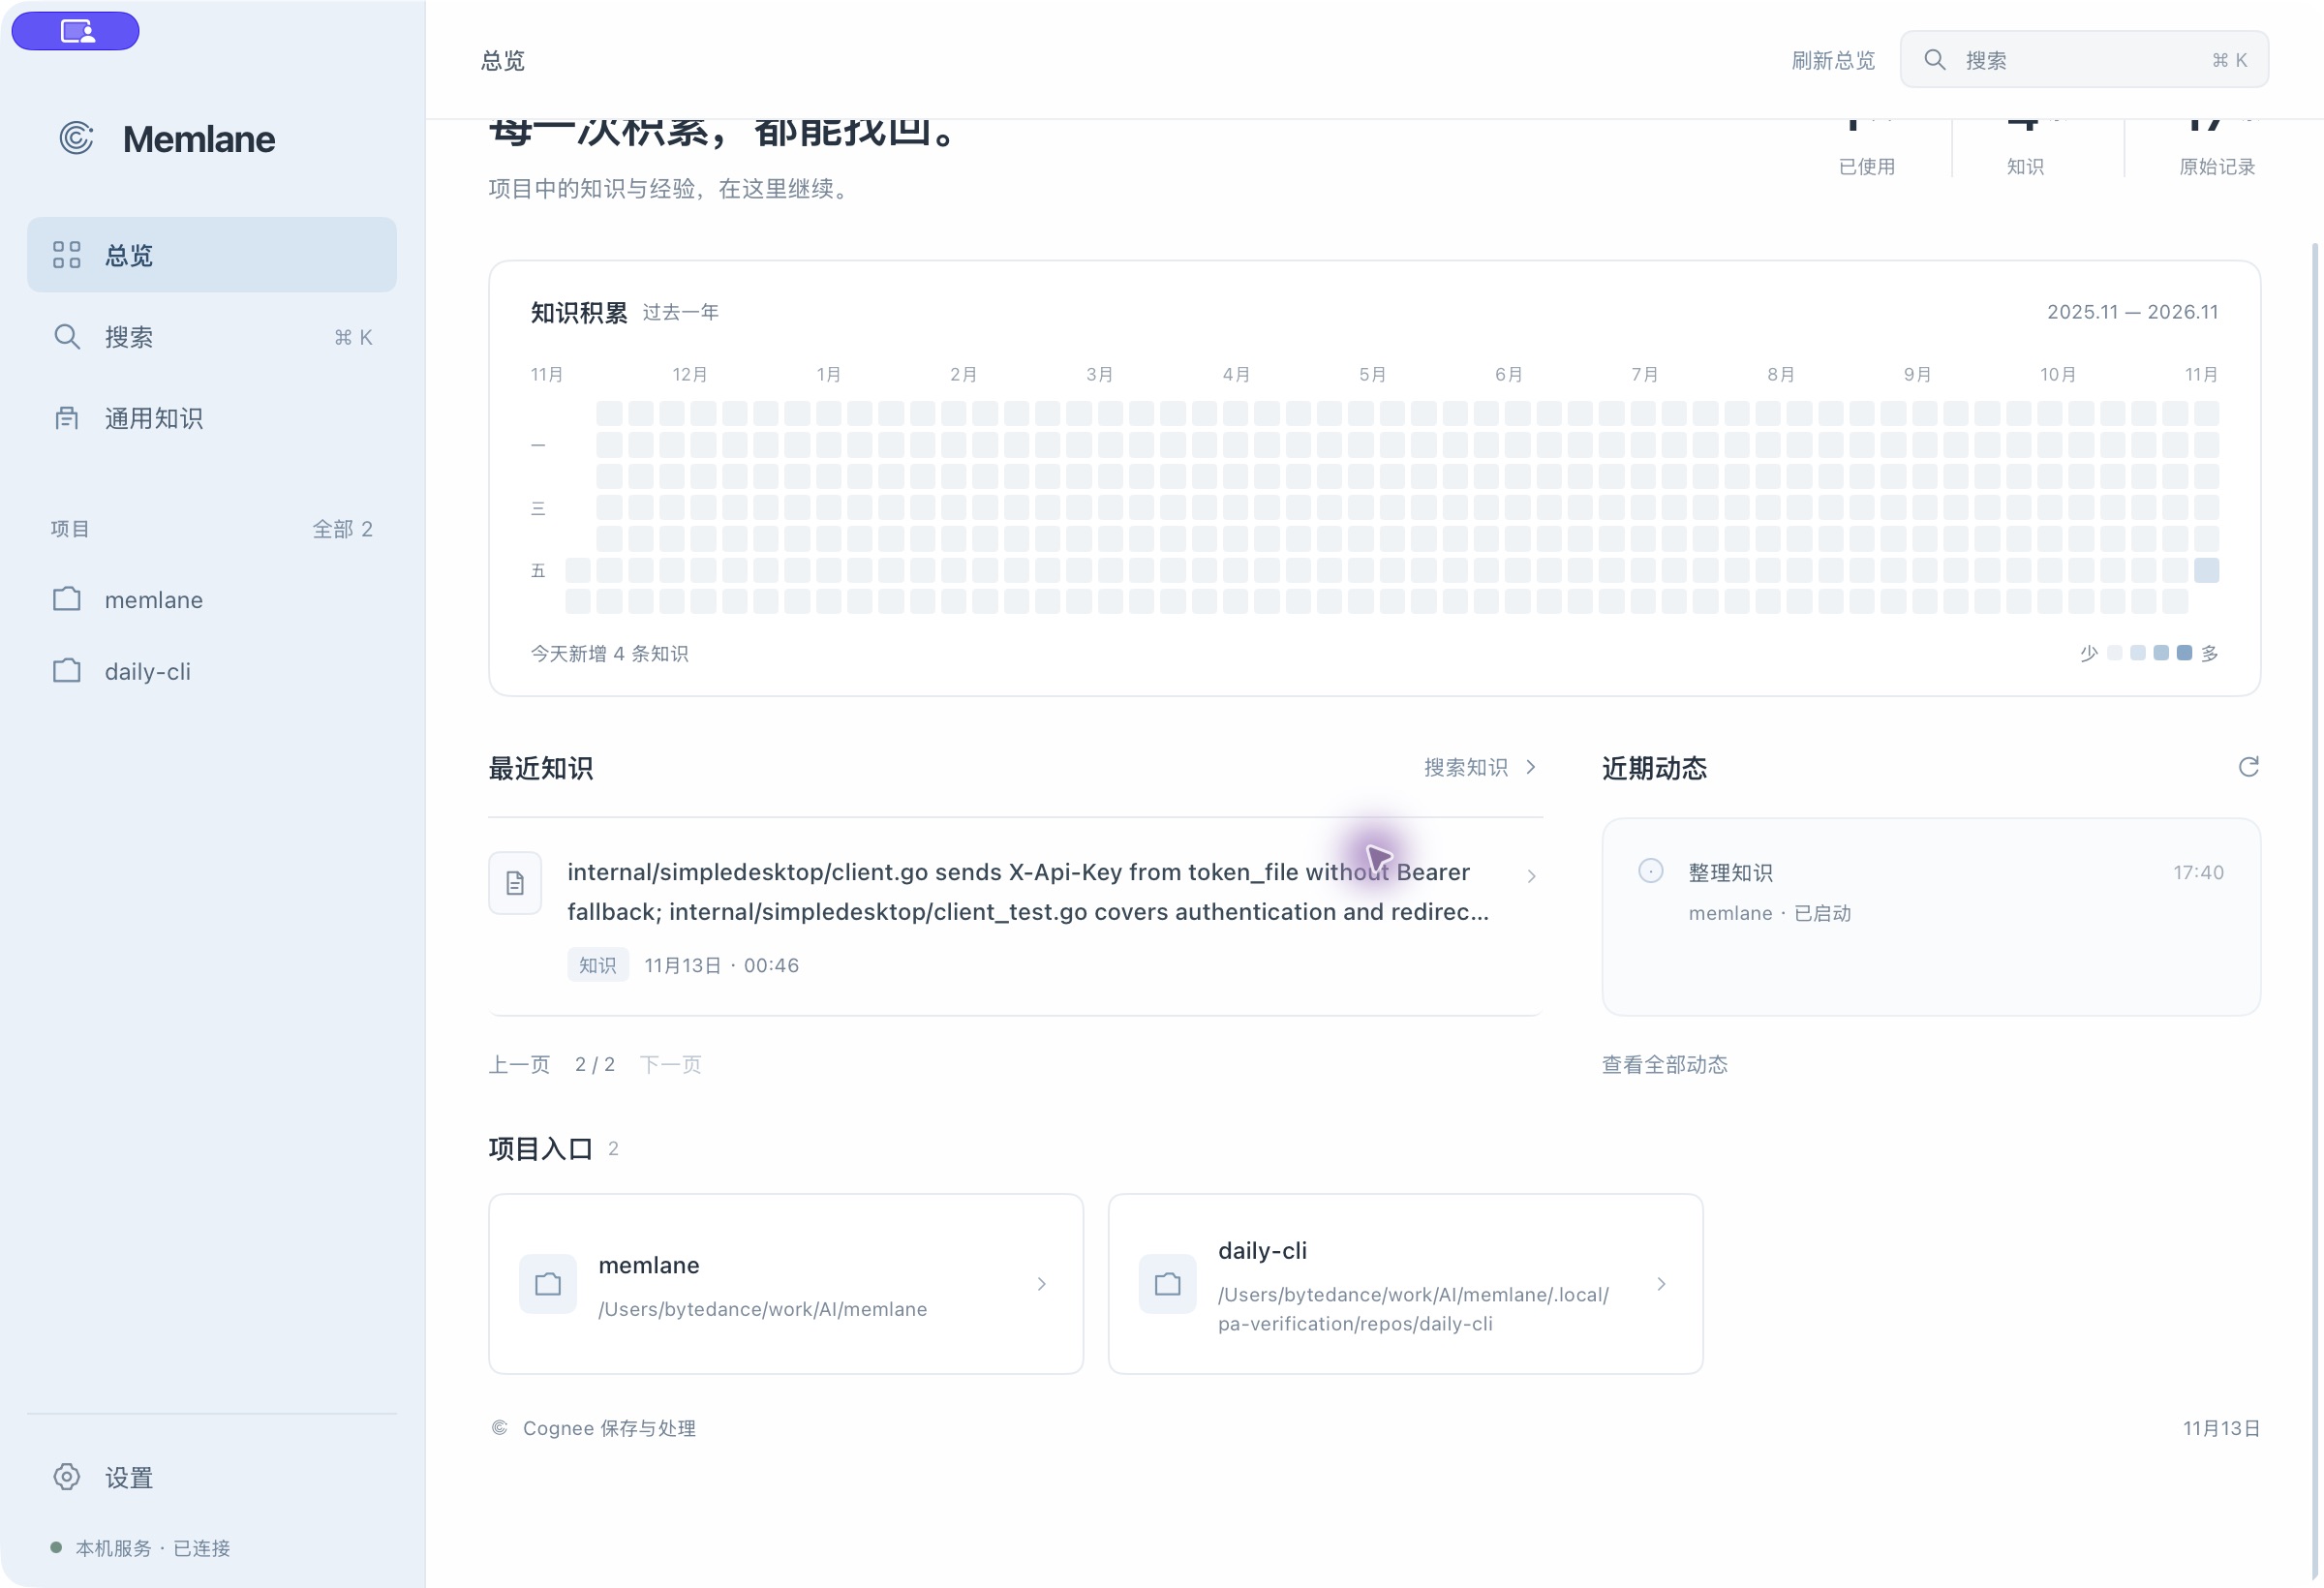 Memlane
总览
搜索 ⌘ K
通用知识
项目 全部 2
memlane
daily-cli
设置
本机服务 · 已连接
总览
刷新总览
搜索 ⌘ K
每一次积累，都能找回。
项目中的知识与经验，在这里继续。
已使用 知识 原始记录
知识积累 过去一年
2025.11 — 2026.11
11月 12月 1月 2月 3月 4月 5月 6月 7月 8月 9月 10月 11月
一
三
五
今天新增 4 条知识
少 多
最近知识
搜索知识
internal/simpledesktop/client.go sends X-Api-Key from token_file without Bearer
fallback; internal/simpledesktop/client_test.go covers authentication and redirec...
知识 11月13日 · 00:46
上一页 2 / 2 下一页
近期动态
整理知识 17:40
memlane · 已启动
查看全部动态
项目入口 2
memlane
/Users/bytedance/work/AI/memlane
daily-cli
/Users/bytedance/work/AI/memlane/.local/
pa-verification/repos/daily-cli
Cognee 保存与处理
11月13日